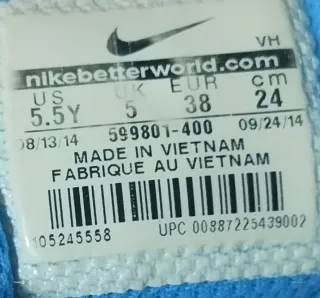 VH
nikebetterworld.com
US UK EUR cm
5.5Y 5 38 24
08/13/14 599801-400 09/24/14
MADE IN VIETNAM
FABRIQUE AU VIETNAM
105245558 UPC 00887225439002